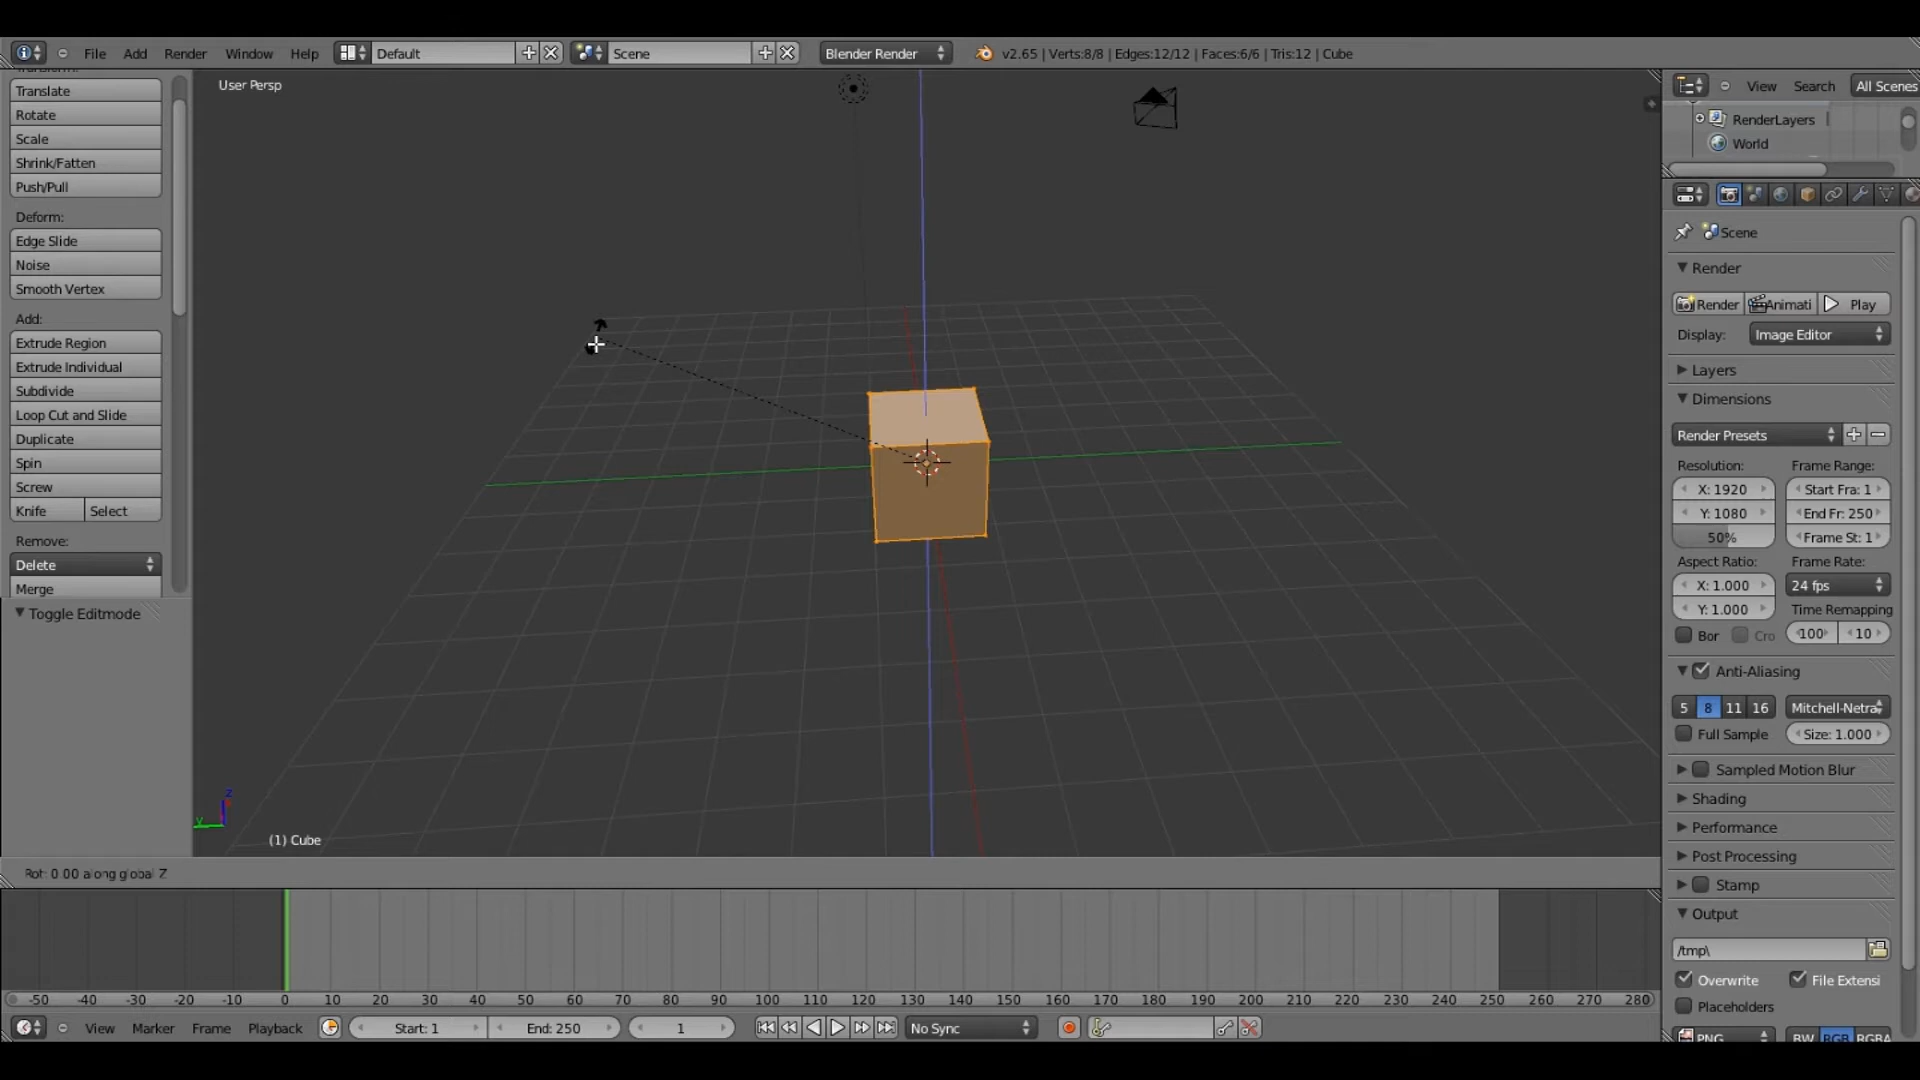 File Add Render Window Help Default Scene Blender Render v2.65 | Verts:8/8 | Edges:12/12 | Faces:6/6 | Tris:12 | Cube
Translate
Rotate
Scale
Shrink/Fatten
Push/Pull
Deform:
Edge Slide
Noise
Smooth Vertex
Add:
Extrude Region
Extrude Individual
Subdivide
Loop Cut and Slide
Duplicate
Spin
Screw
Knife Select
Remove:
Delete
Merge
Toggle Editmode
User Persp
z
y
(1) Cube
Rot: 0.00 along global Z
View Search All Scenes
RenderLayers
World
Scene
Render
Render Animati Play
Display: Image Editor
Layers
Dimensions
Render Presets
Resolution: Frame Range:
X: 1920 Start Fra: 1
Y: 1080 End Fr: 250
50% Frame St: 1
Aspect Ratio: Frame Rate:
X: 1.000 24 fps
Y: 1.000 Time Remapping
Bor Cro 100 10
Anti-Aliasing
5 8 11 16 Mitchell-Netra
Full Sample Size: 1.000
Sampled Motion Blur
Shading
Performance
Post Processing
Stamp
Output
/tmp\
Overwrite File Extensi
Placeholders
PNG BW RGB RGBA
-50 -40 -30 -20 -10 0 10 20 30 40 50 60 70 80 90 100 110 120 130 140 150 160 170 180 190 200 210 220 230 240 250 260 270 280
View Marker Frame Playback Start: 1 End: 250 1 No Sync